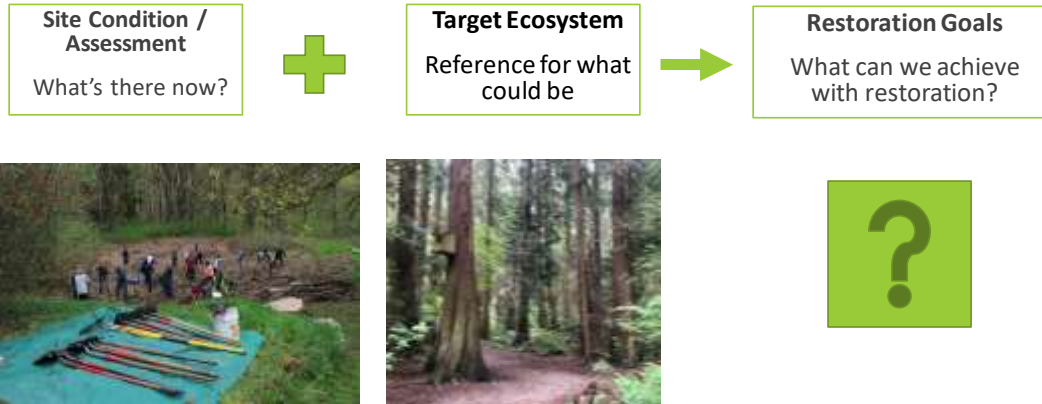 Site Condition /
Assessment
What's there now?
Target Ecosystem
Reference for what
could be
Restoration Goals
What can we achieve
with restoration?
?